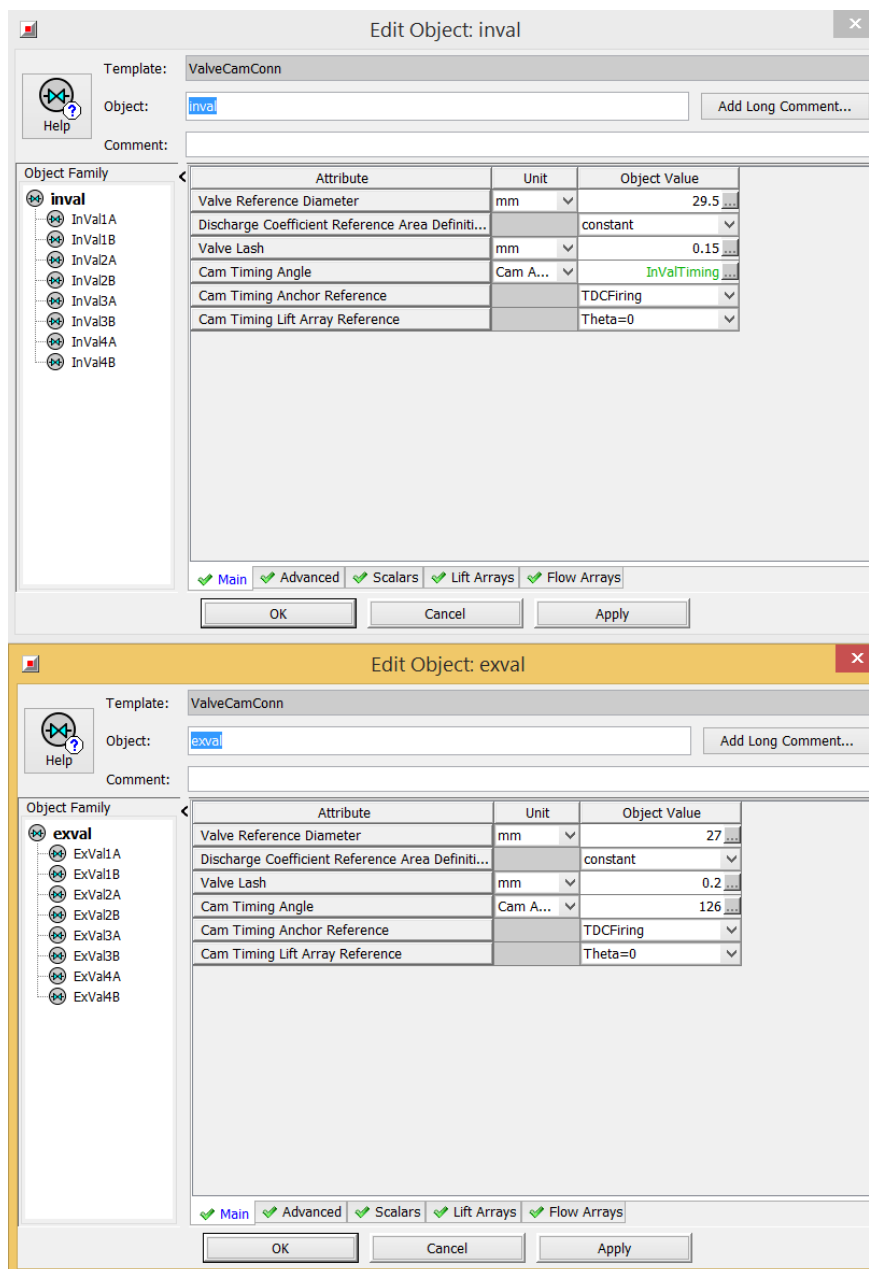 Edit Object: inval
Template: ValveCamConn
Help
Object: inval Add Long Comment...
Comment:
Object Family
inval
InVal1A
InVal1B
InVal2A
InVal2B
InVal3A
InVal3B
InVal4A
InVal4B
Attribute Unit Object Value
Valve Reference Diameter mm 29.5 ...
Discharge Coefficient Reference Area Definiti... constant
Valve Lash mm 0.15 ...
Cam Timing Angle Cam A... InValTiming ...
Cam Timing Anchor Reference TDCFiring
Cam Timing Lift Array Reference Theta=0
Main Advanced Scalars Lift Arrays Flow Arrays
OK Cancel Apply
Edit Object: exval
Template: ValveCamConn
Help
Object: exval Add Long Comment...
Comment:
Object Family
exval
ExVal1A
ExVal1B
ExVal2A
ExVal2B
ExVal3A
ExVal3B
ExVal4A
ExVal4B
Attribute Unit Object Value
Valve Reference Diameter mm 27 ...
Discharge Coefficient Reference Area Definiti... constant
Valve Lash mm 0.2 ...
Cam Timing Angle Cam A... 126 ...
Cam Timing Anchor Reference TDCFiring
Cam Timing Lift Array Reference Theta=0
Main Advanced Scalars Lift Arrays Flow Arrays
OK Cancel Apply